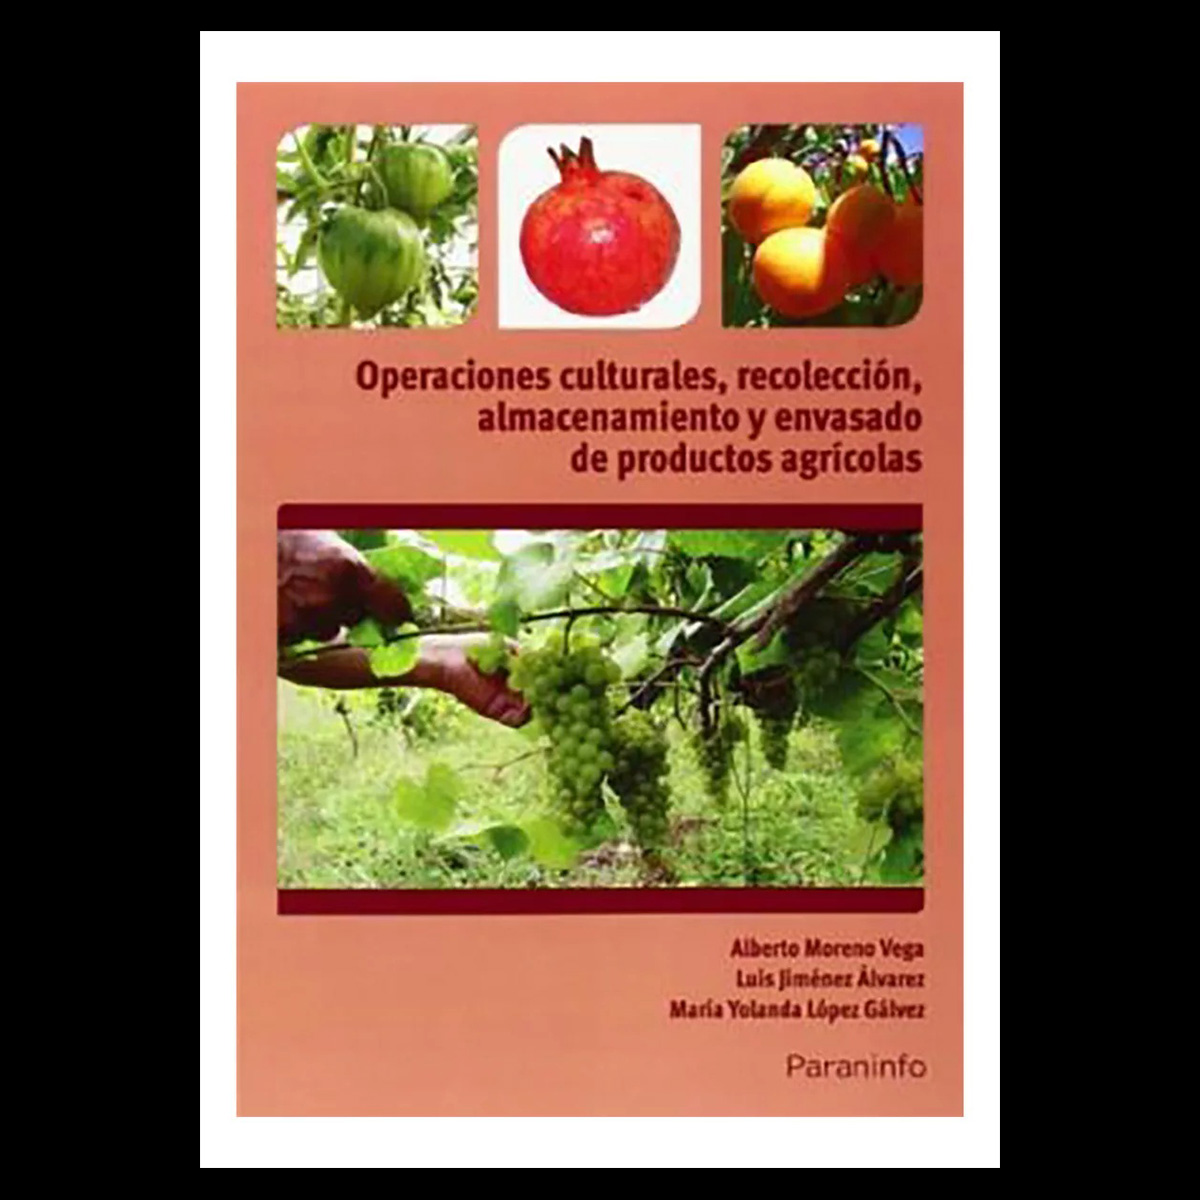 Operaciones culturales, recolección,
almacenamiento y envasado
de productos agrícolas
Alberto Moreno Vega
Luis Jiménez Álvarez
María Yolanda López Gálvez
Paraninfo